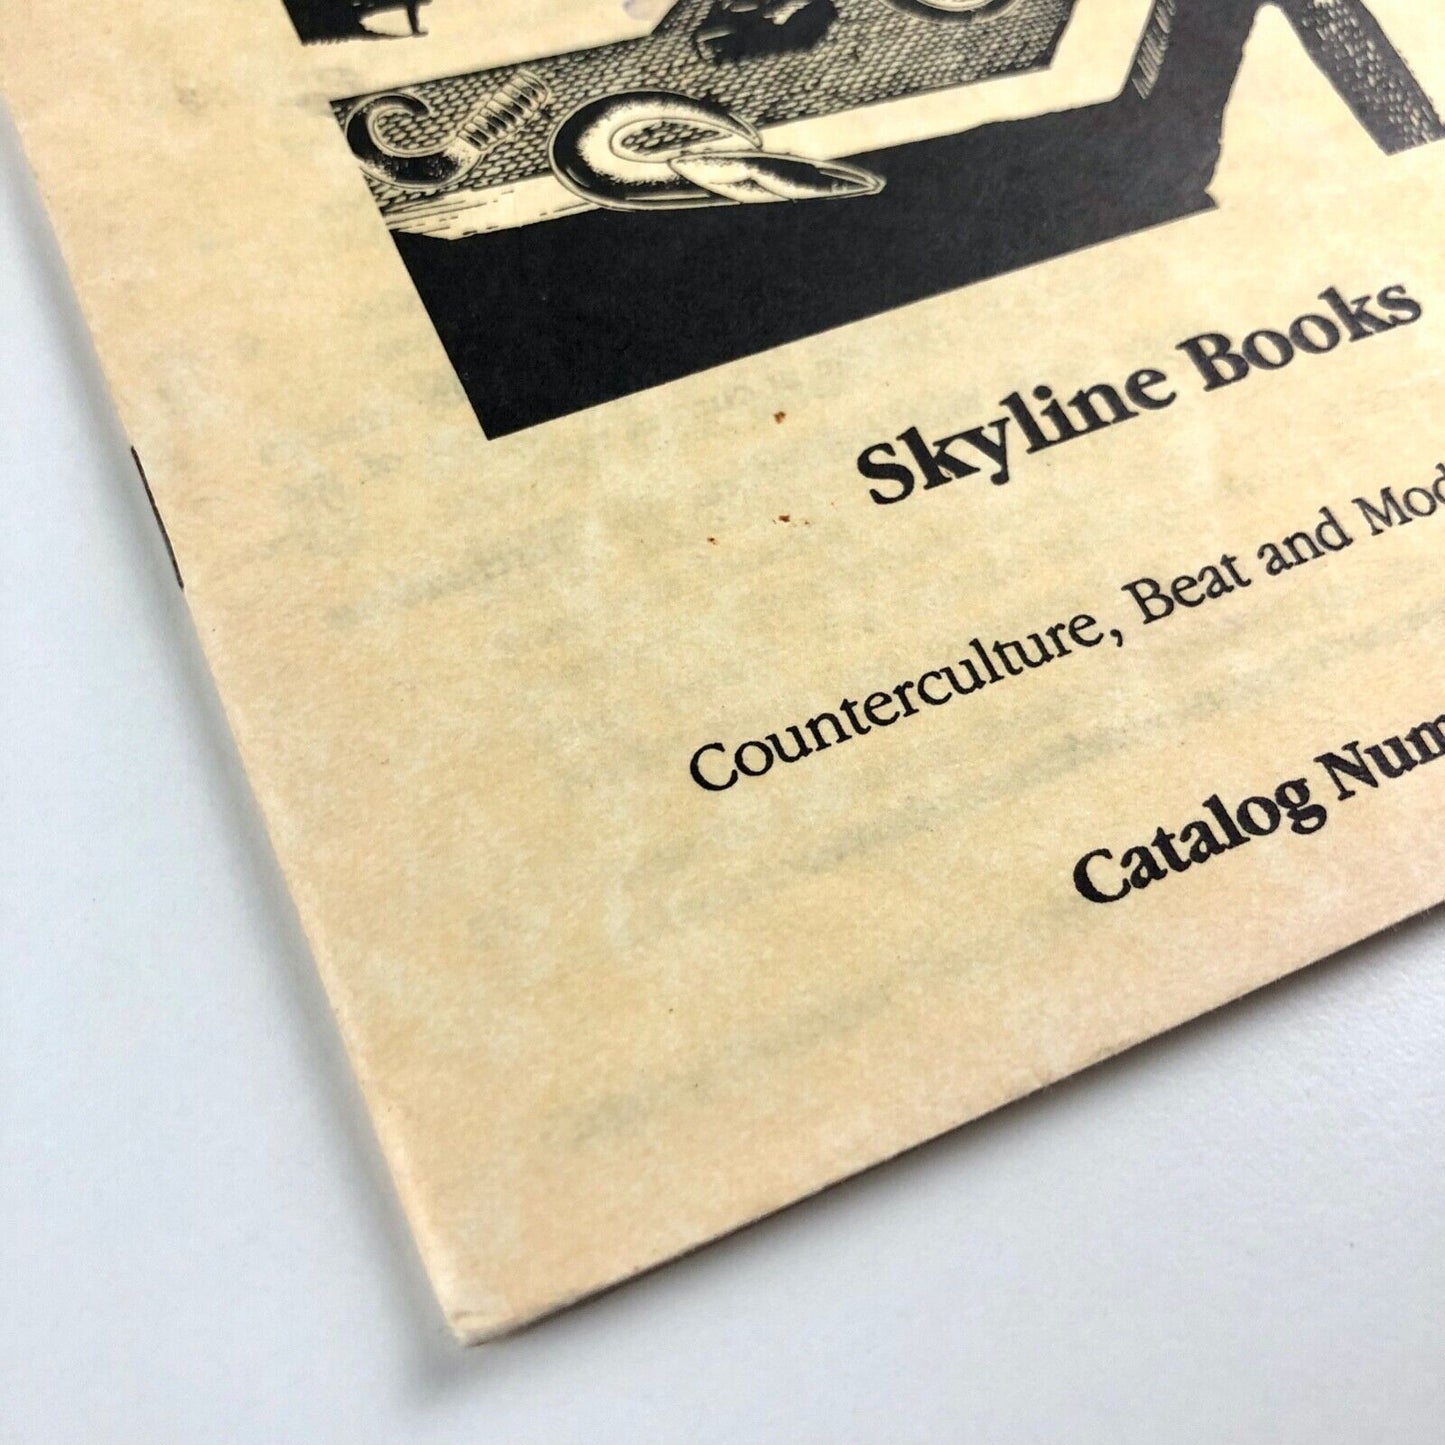 Skyline Books
Counterculture, Beat and Mod
Catalog Num